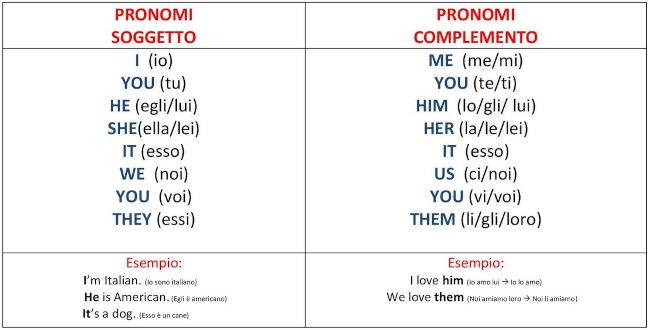 PRONOMI
SOGGETTO
I (io)
YOU (tu)
HE (egli/lui)
SHE(ella/lei)
IT (esso)
WE (noi)
YOU (voi)
THEY (essi)
PRONOMI
COMPLEMENTO
ME (me/mi)
YOU (te/ti)
HIM (lo/gli/ lui)
HER (la/le/lei)
IT (esso)
US (ci/noi)
YOU (vi/voi)
THEM (li/gli/loro)
Esempio:
I'm Italian. (Io sono italiano)
He is American. (Egli è americano)
It's a dog. (Esso è un cane)
Esempio:
I love him (Io amo lui → Io lo amo)
We love them (Noi amiamo loro → Noi li amiamo)